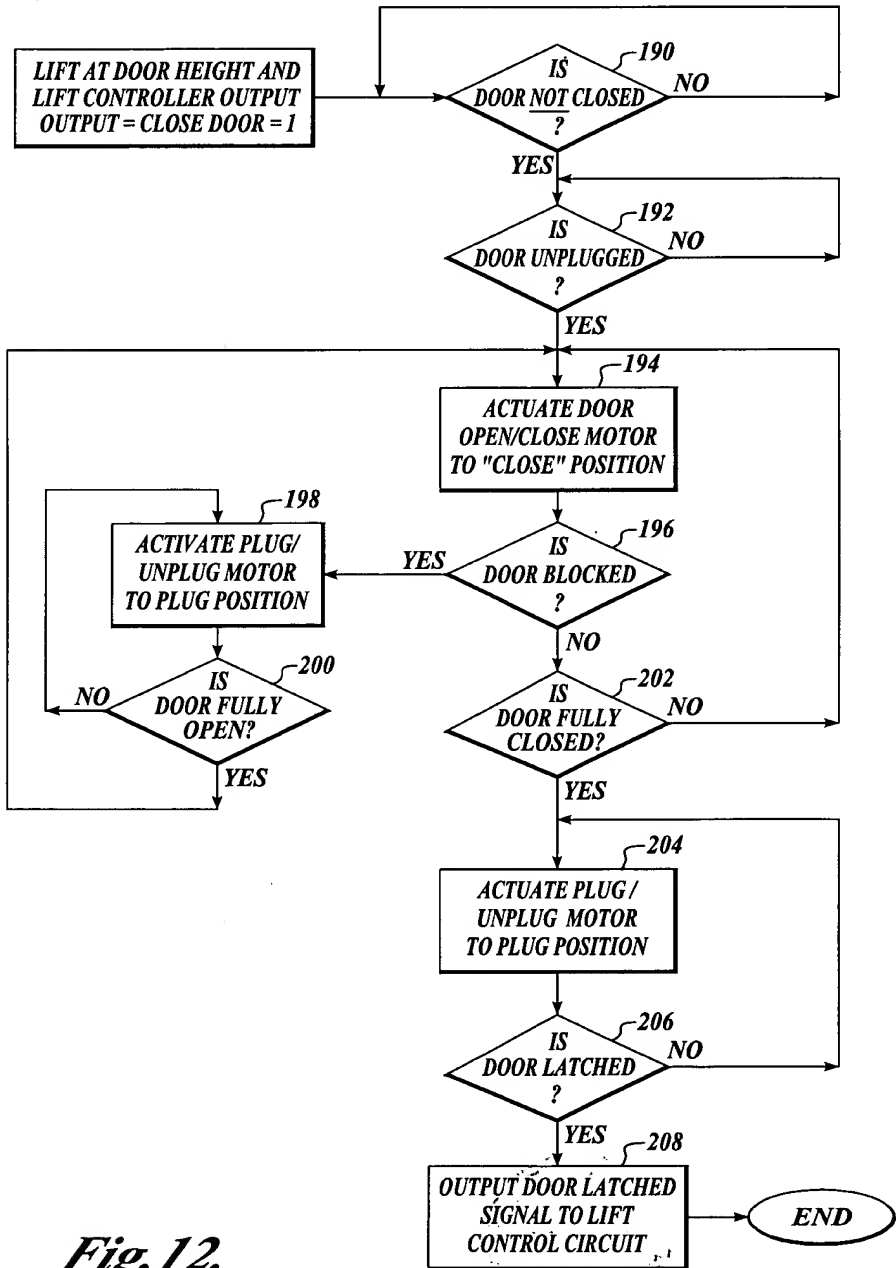 LIFT AT DOOR HEIGHT AND
LIFT CONTROLLER OUTPUT
OUTPUT = CLOSE DOOR = 1
190
IS
DOOR NOT CLOSED
?
NO
YES
192
IS
DOOR UNPLUGGED
?
NO
YES
194
ACTUATE DOOR
OPEN/CLOSE MOTOR
TO "CLOSE" POSITION
196
IS
DOOR BLOCKED
?
YES
NO
198
ACTIVATE PLUG/
UNPLUG MOTOR
TO PLUG POSITION
200
IS
DOOR FULLY
OPEN?
NO
YES
202
IS
DOOR FULLY
CLOSED?
NO
YES
204
ACTUATE PLUG /
UNPLUG MOTOR
TO PLUG POSITION
206
IS
DOOR LATCHED
?
NO
YES
208
OUTPUT DOOR LATCHED
SIGNAL TO LIFT
CONTROL CIRCUIT
END
Fig. 12.